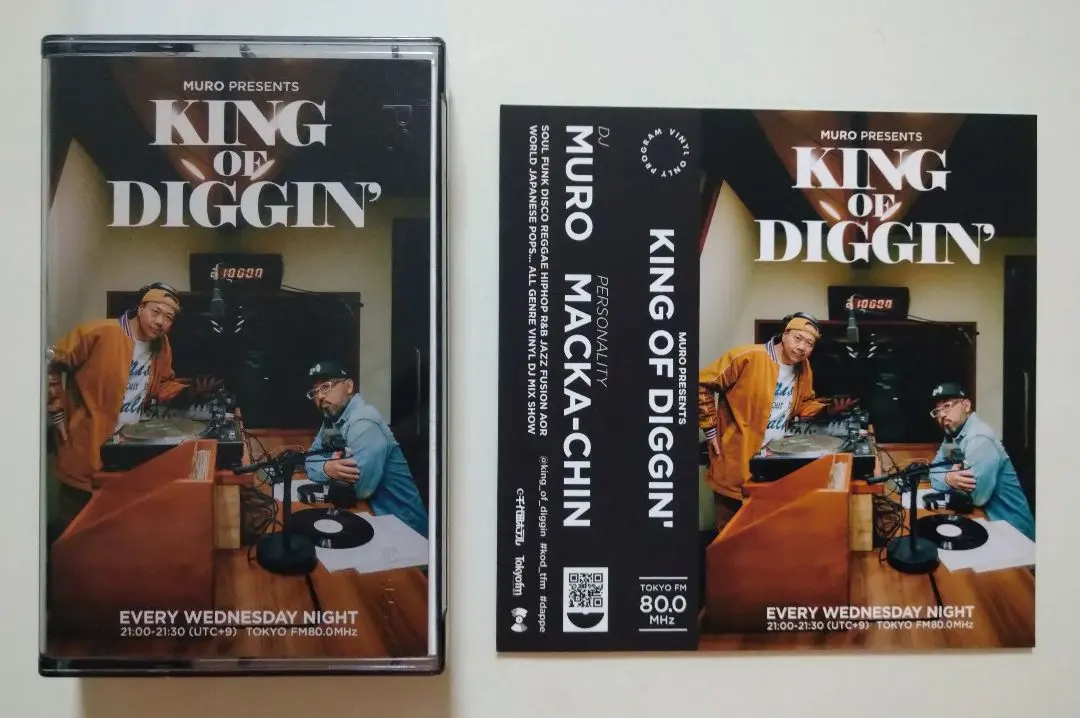 MURO PRESENTS
KING
OF
DIGGIN'
EVERY WEDNESDAY NIGHT
21:00-21:30 (UTC+9) TOKYO FM80.0MHz
DJ
MURO
PERSONALITY
MACKA-CHIN
SOUL FUNK DISCO REGGAE HIPHOP R&B JAZZ FUSION AOR
WORLD JAPANESE POPS... ALL GENRE VINYL DJ MIX SHOW
@king_of_diggin #kod_tfm #dappe
Tokyofm
VINYL ONLY PROGRAM
MURO PRESENTS
KING OF DIGGIN'
TOKYO FM
80.0
MHz
MURO PRESENTS
KING
OF
DIGGIN'
EVERY WEDNESDAY NIGHT
21:00-21:30 (UTC+9) TOKYO FM80.0MHz